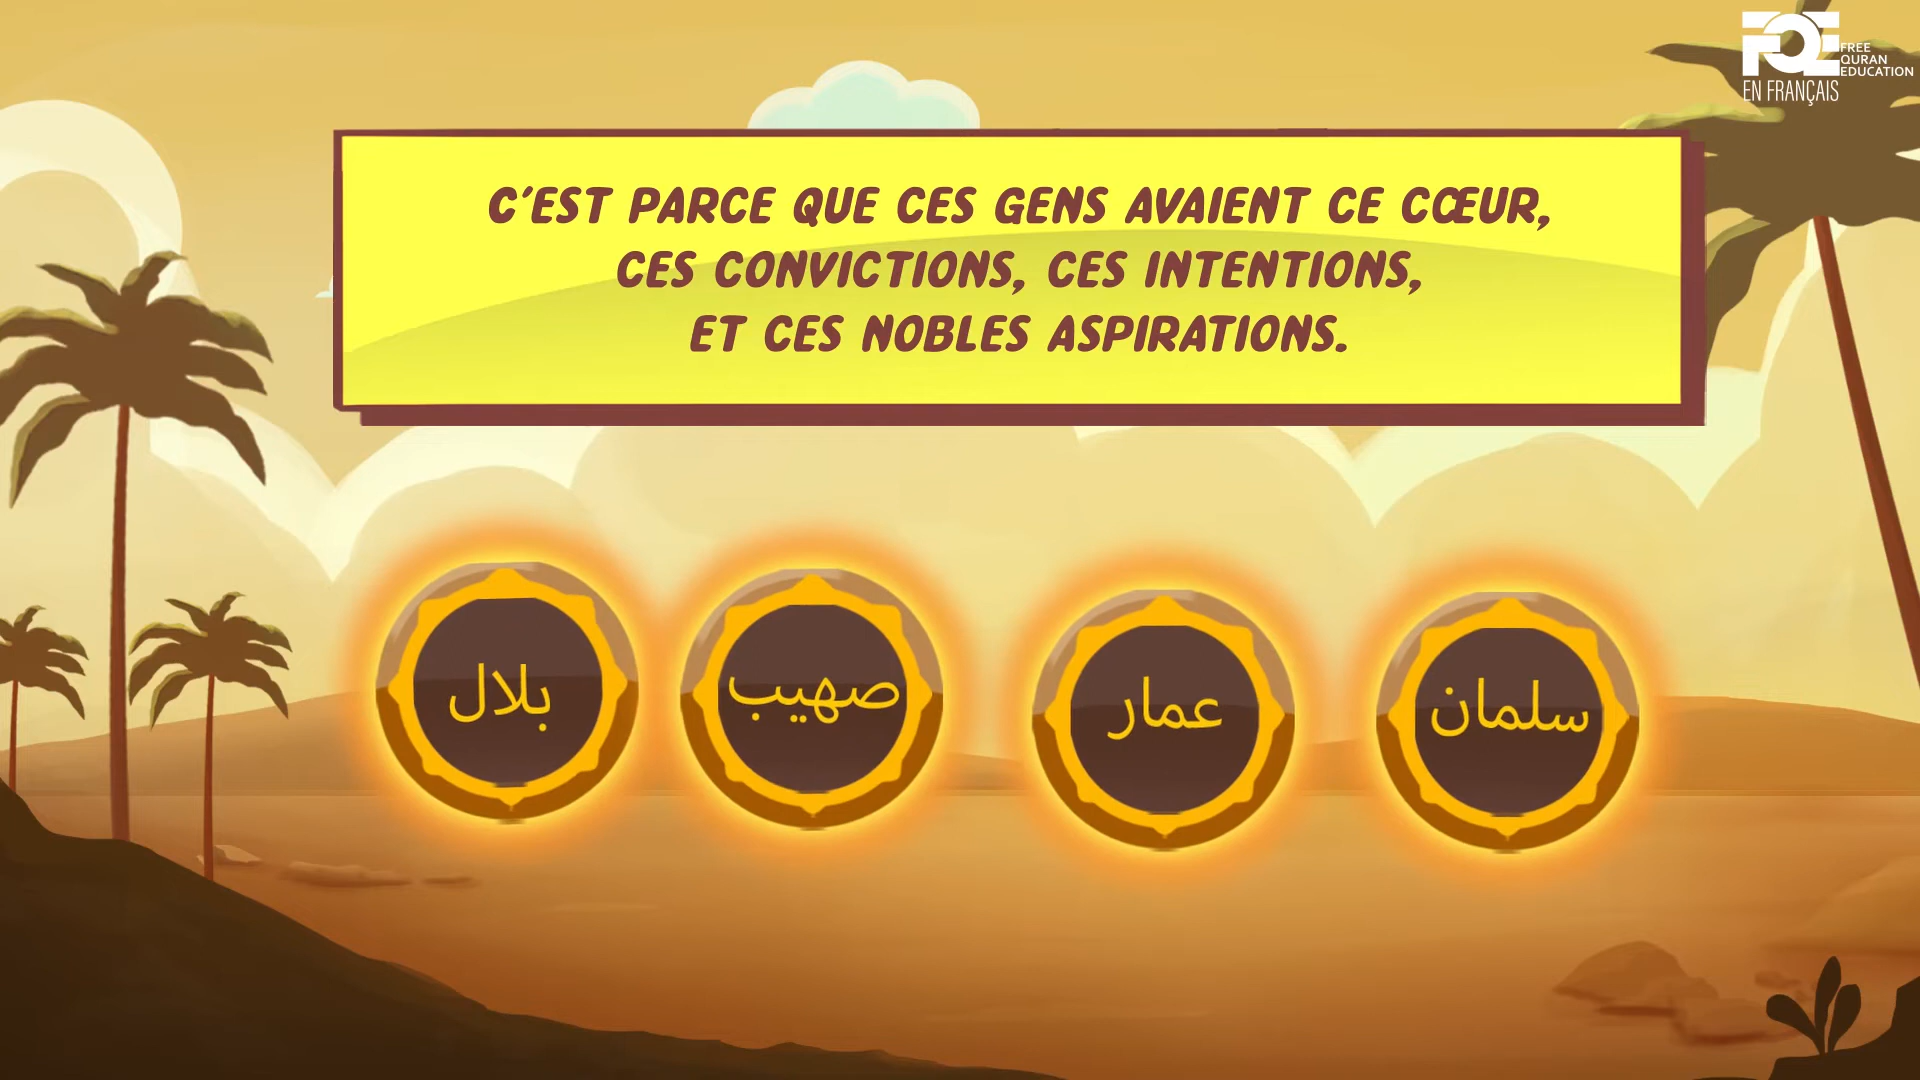 FQE FREE
QURAN
EDUCATION
EN FRANÇAIS
C'EST PARCE QUE CES GENS AVAIENT CE CŒUR,
CES CONVICTIONS, CES INTENTIONS,
ET CES NOBLES ASPIRATIONS.
بلال
صهيب
عمار
سلمان